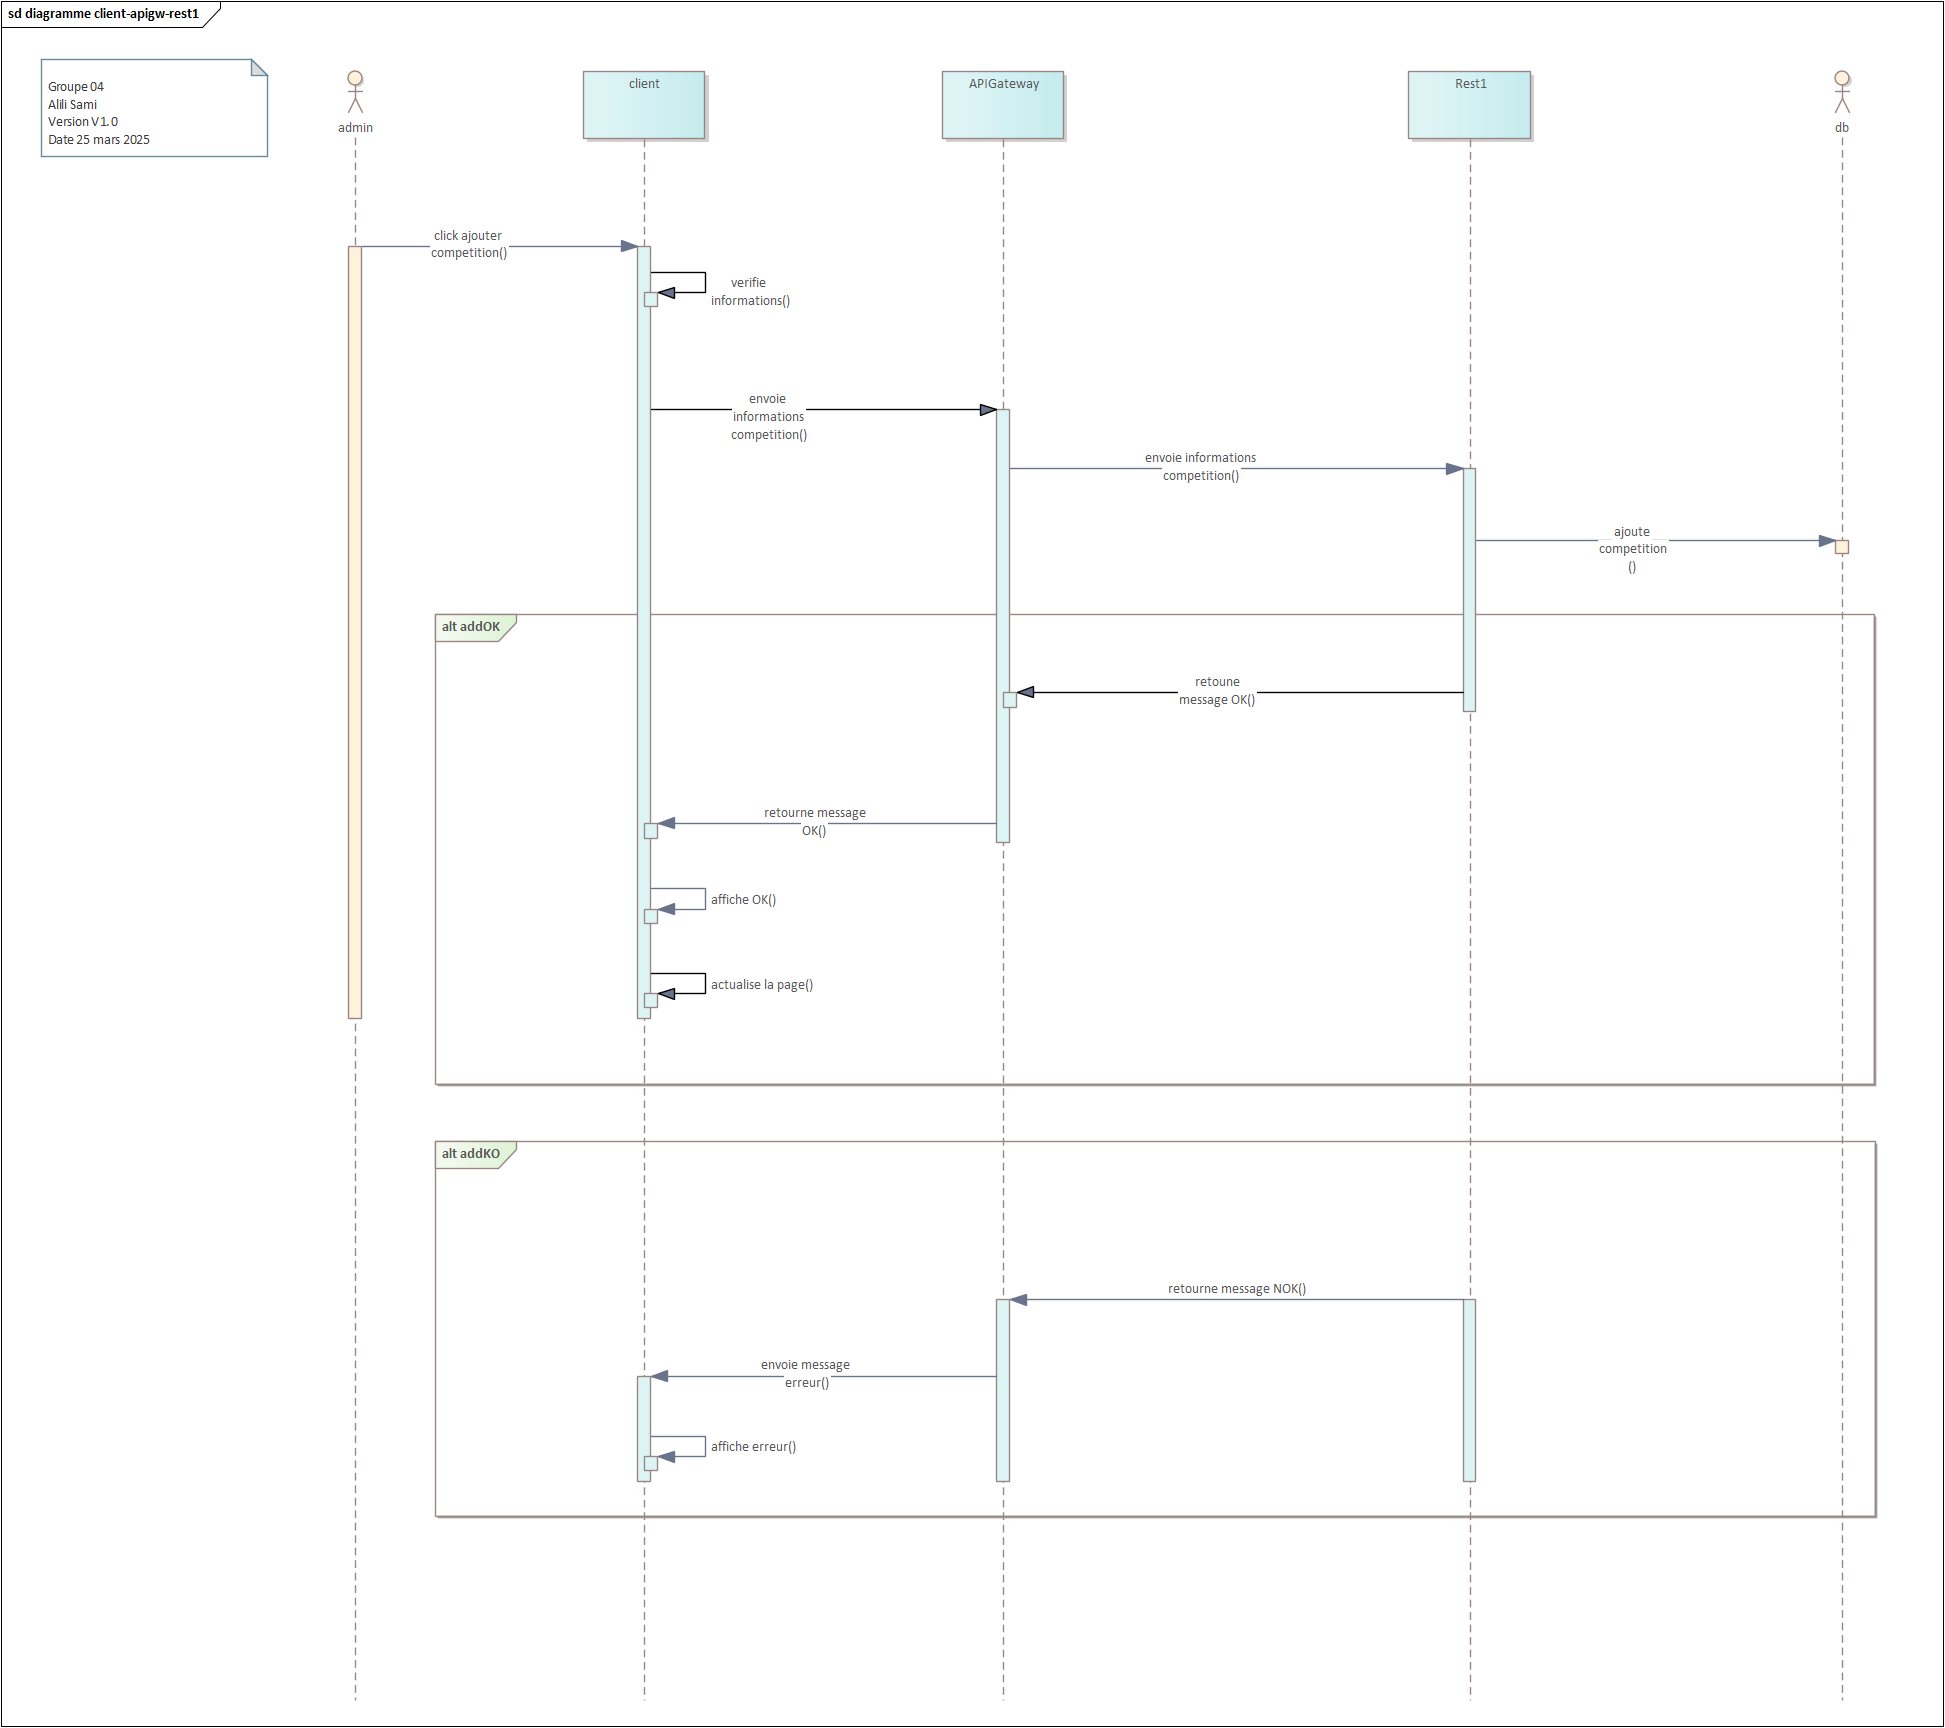 sd diagramme client-apigw-rest1
Groupe 04
Alili Sami
Version V1.0
Date 25 mars 2025
admin
client
APIGateway
Rest1
db
click ajouter
competition()
verifie
informations()
envoie
informations
competition()
envoie informations
competition()
ajoute
competition
()
alt addOK
retoune
message OK()
retourne message
OK()
affiche OK()
actualise la page()
alt addKO
retourne message NOK()
envoie message
erreur()
affiche erreur()